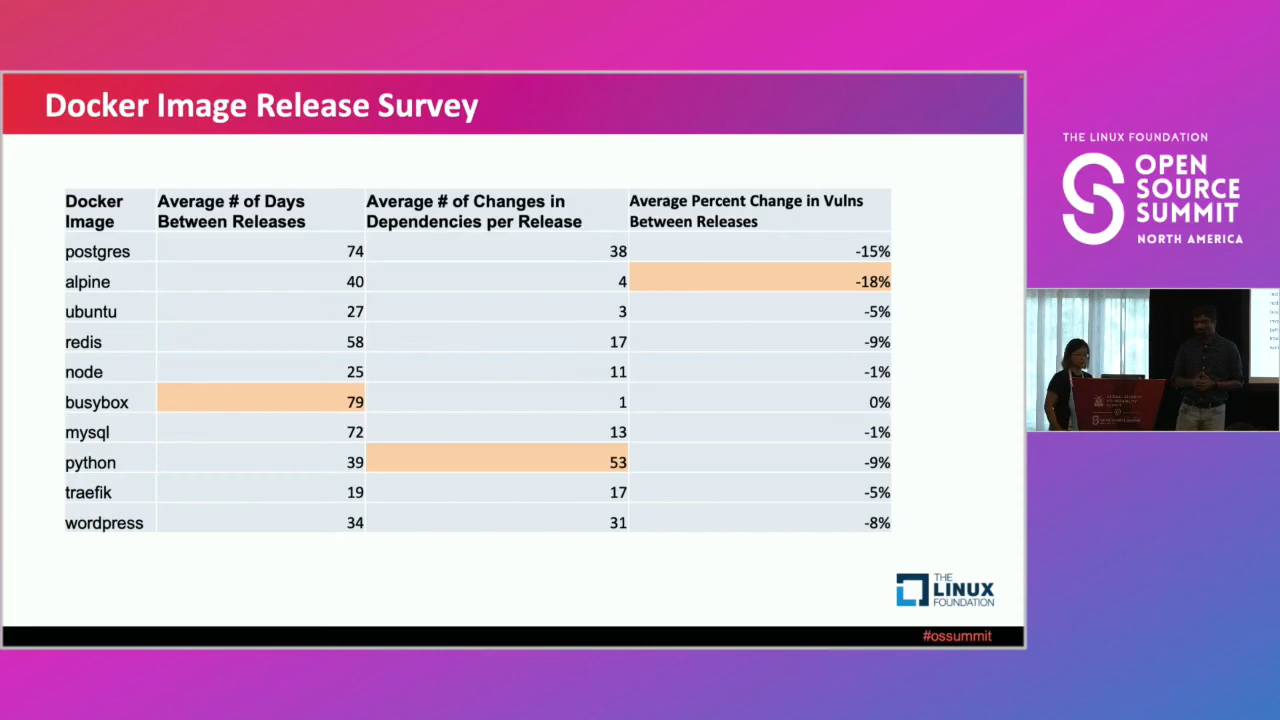 Docker Image Release Survey
Docker Image Average # of Days Between Releases Average # of Changes in Dependencies per Release Average Percent Change in Vulns Between Releases
postgres 74 38 -15%
alpine 40 4 -18%
ubuntu 27 3 -5%
redis 58 17 -9%
node 25 11 -1%
busybox 79 1 0%
mysql 72 13 -1%
python 39 53 -9%
traefik 19 17 -5%
wordpress 34 31 -8%
THE
LINUX
FOUNDATION
#ossummit
THE LINUX FOUNDATION
OPEN
SOURCE
SUMMIT
NORTH AMERICA